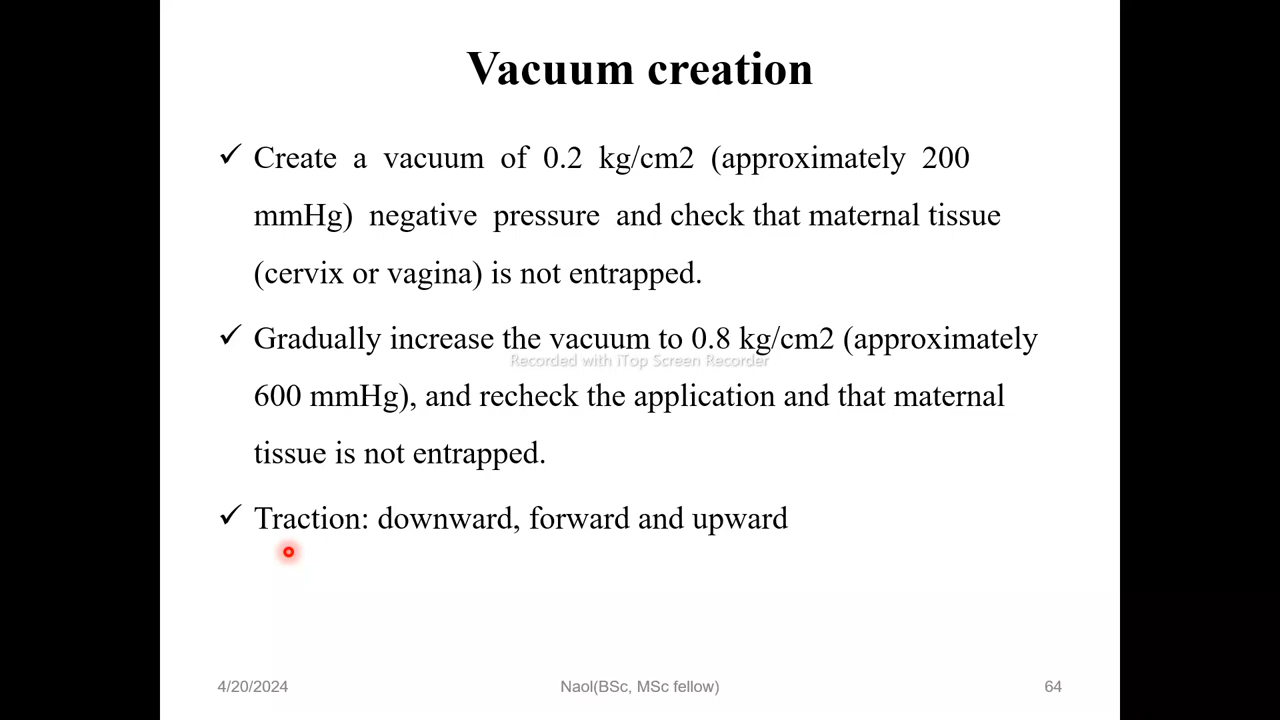 Vacuum creation
✓ Create a vacuum of 0.2 kg/cm2 (approximately 200
mmHg) negative pressure and check that maternal tissue
(cervix or vagina) is not entrapped.
✓ Gradually increase the vacuum to 0.8 kg/cm2 (approximately
Recorded with iTop Screen Recorder
600 mmHg), and recheck the application and that maternal
tissue is not entrapped.
✓ Traction: downward, forward and upward
4/20/2024 Naol(BSc, MSc fellow) 64